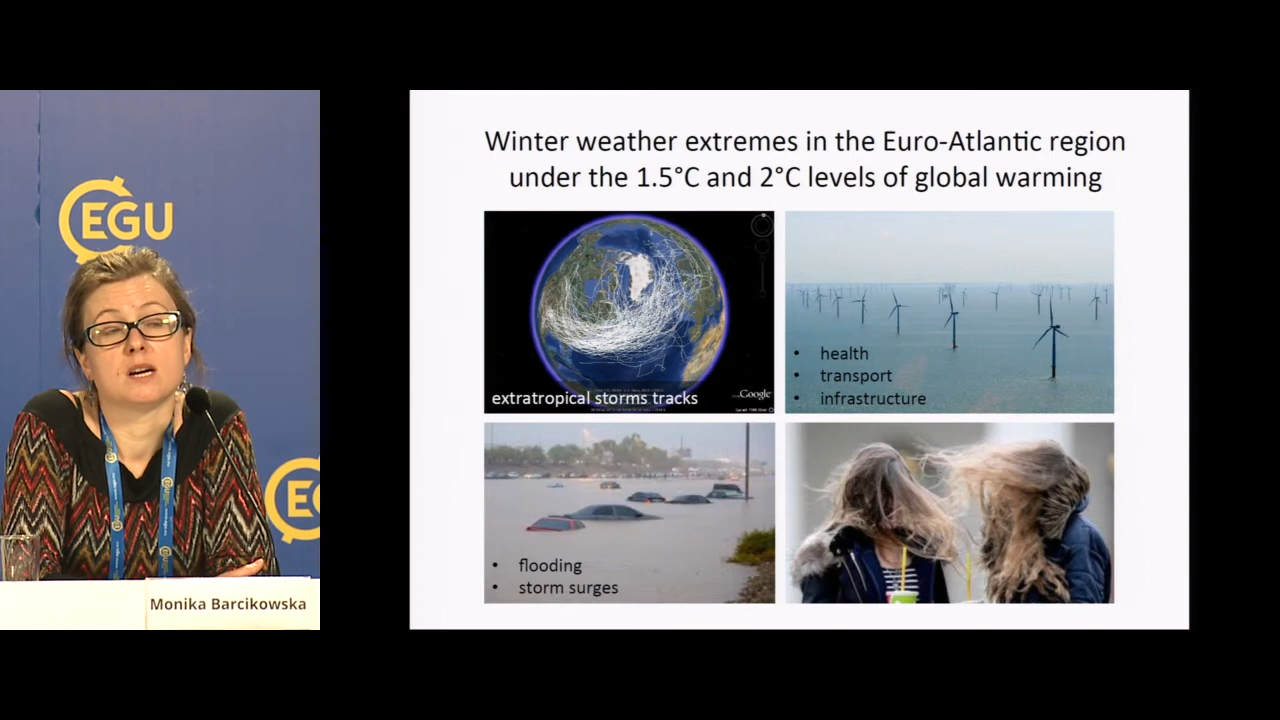 EGU
Monika Barcikowska
Winter weather extremes in the Euro-Atlantic region
under the 1.5°C and 2°C levels of global warming
extratropical storms tracks
Google
• health
• transport
• infrastructure
• flooding
• storm surges